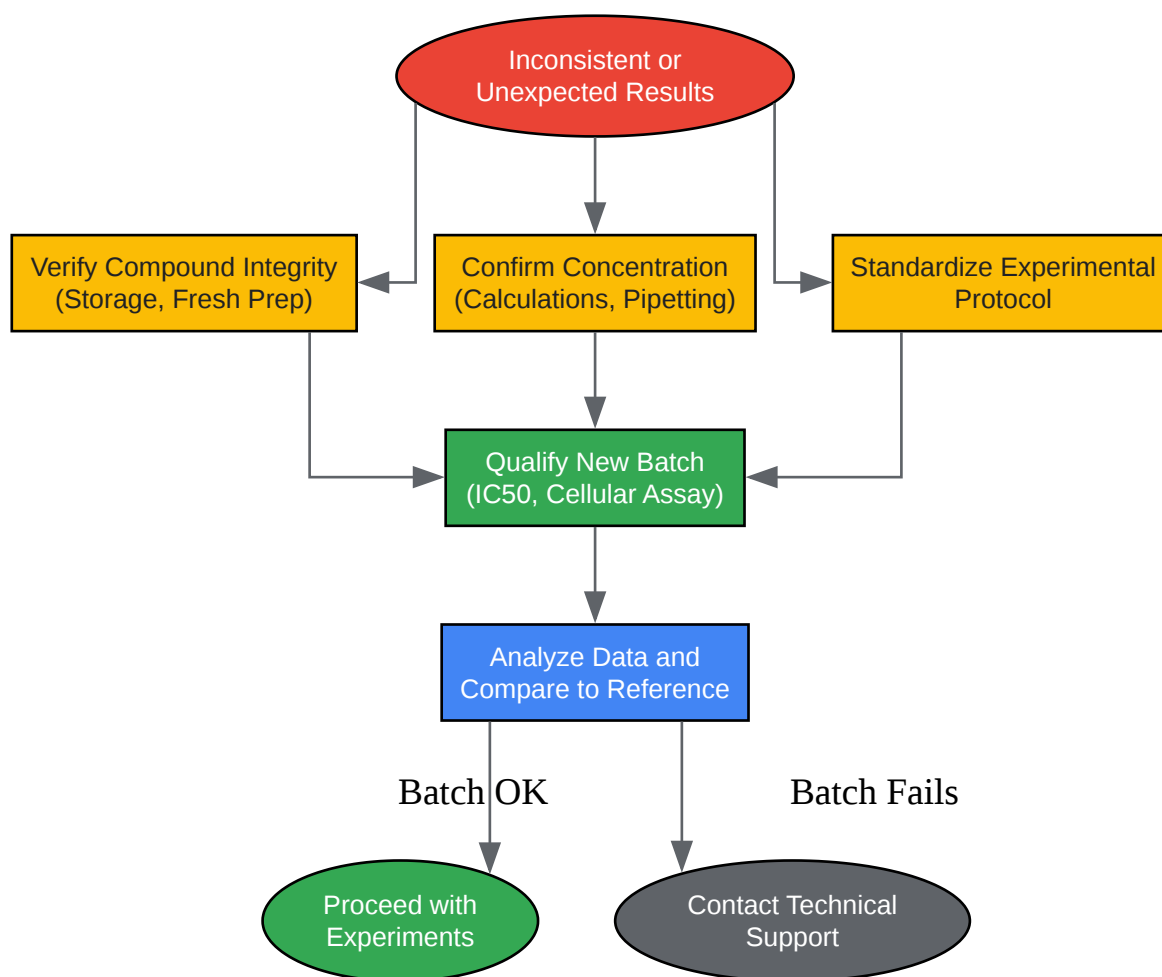 Inconsistent or
Unexpected Results
Verify Compound Integrity
(Storage, Fresh Prep)
Confirm Concentration
(Calculations, Pipetting)
Standardize Experimental
Protocol
Qualify New Batch
(IC50, Cellular Assay)
Analyze Data and
Compare to Reference
Batch OK
Batch Fails
Proceed with
Experiments
Contact Technical
Support